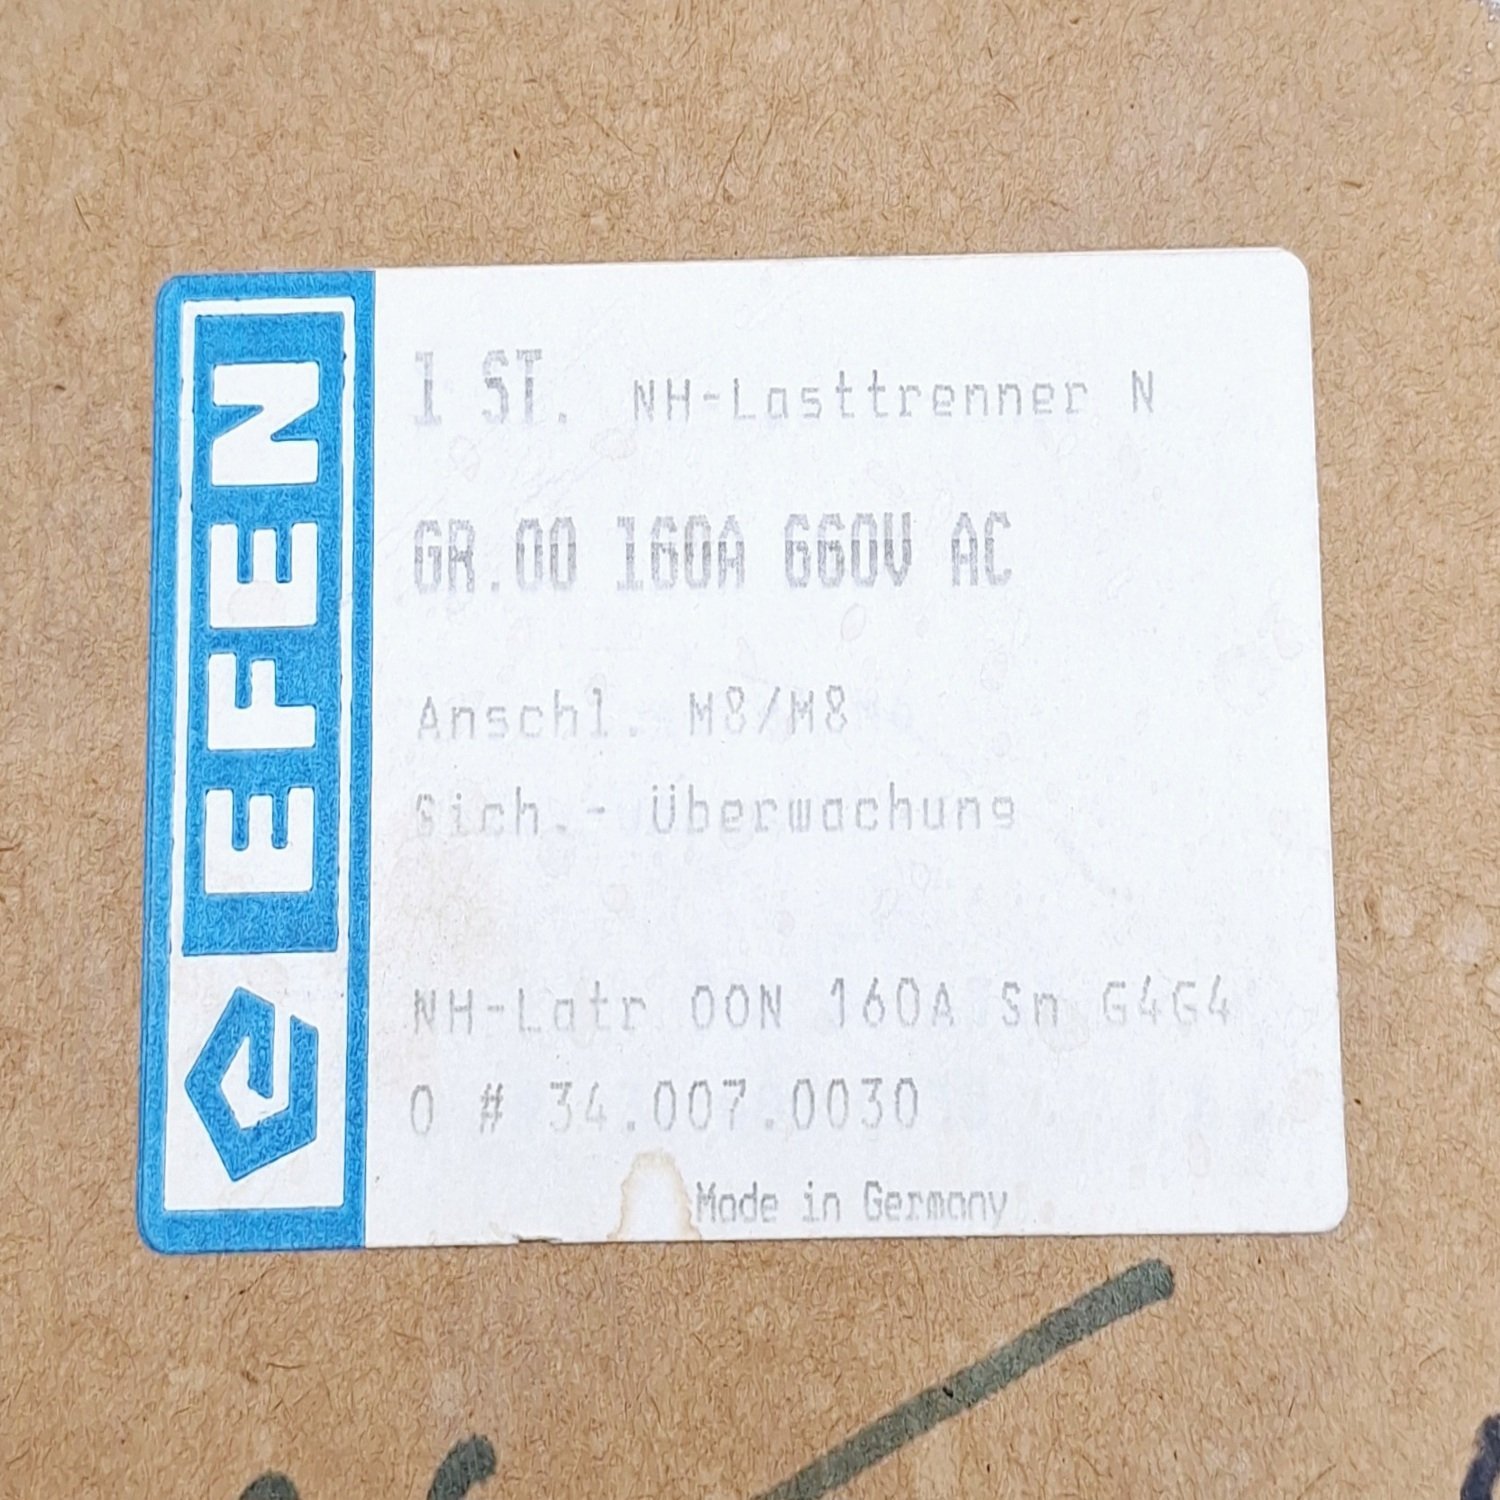 EFEN
1 ST. NH-Lasttrenner N
GR.00 160A 660V AC
Anschl. M8/M8
Sich.- Überwachung
NH-Latr 00N 160A Sn G4G4
0 # 34.007.0030
Made in Germany